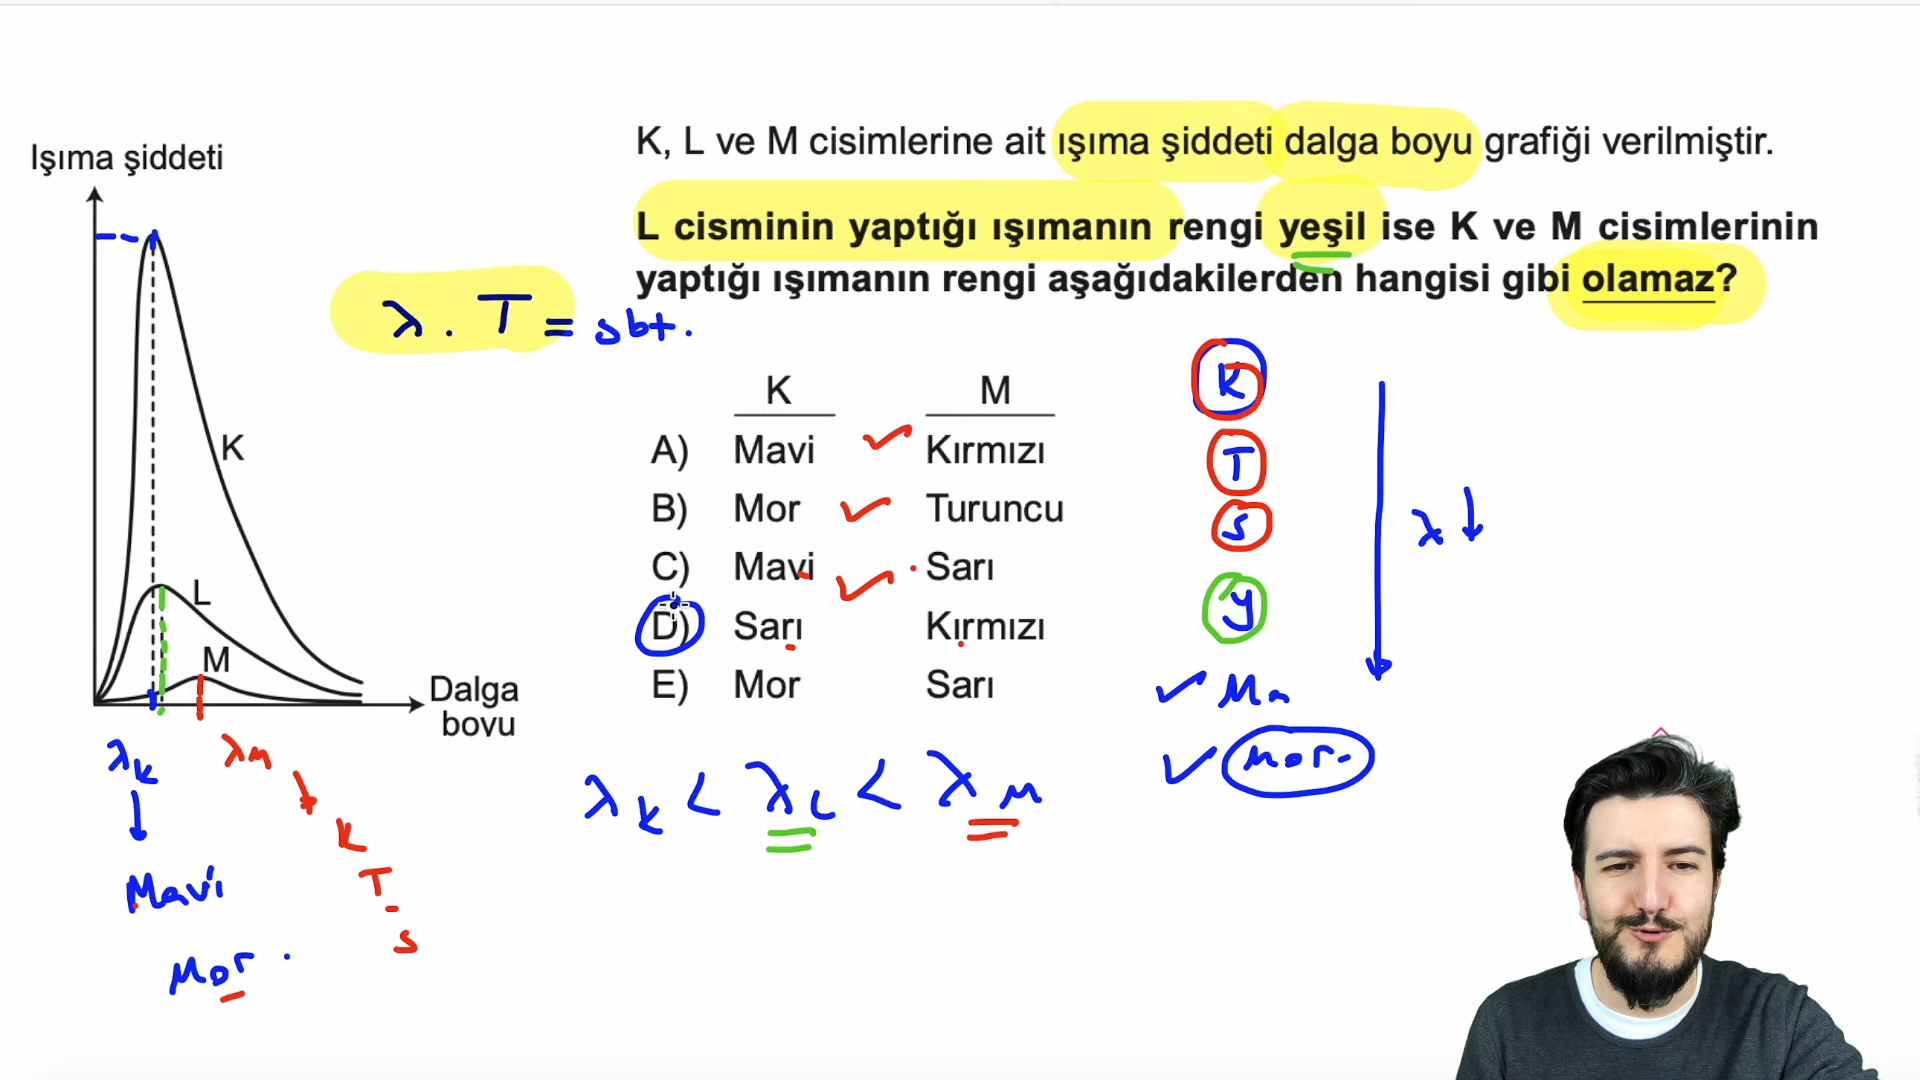 K, L ve M cisimlerine ait ışıma şiddeti dalga boyu grafiği verilmiştir.
L cisminin yaptığı ışımanın rengi yeşil ise K ve M cisimlerinin
yaptığı ışımanın rengi aşağıdakilerden hangisi gibi olamaz?
Işıma şiddeti
K
L
M
Dalga
boyu
λ . T = sbt.
K M
A) Mavi Kırmızı
B) Mor Turuncu
C) Mavi Sarı
D) Sarı Kırmızı
E) Mor Sarı
K
T
S
y
Ma
Mor
λ ↓
λK < λL < λM
λK
Mavi
Mor
λM
K
T
S